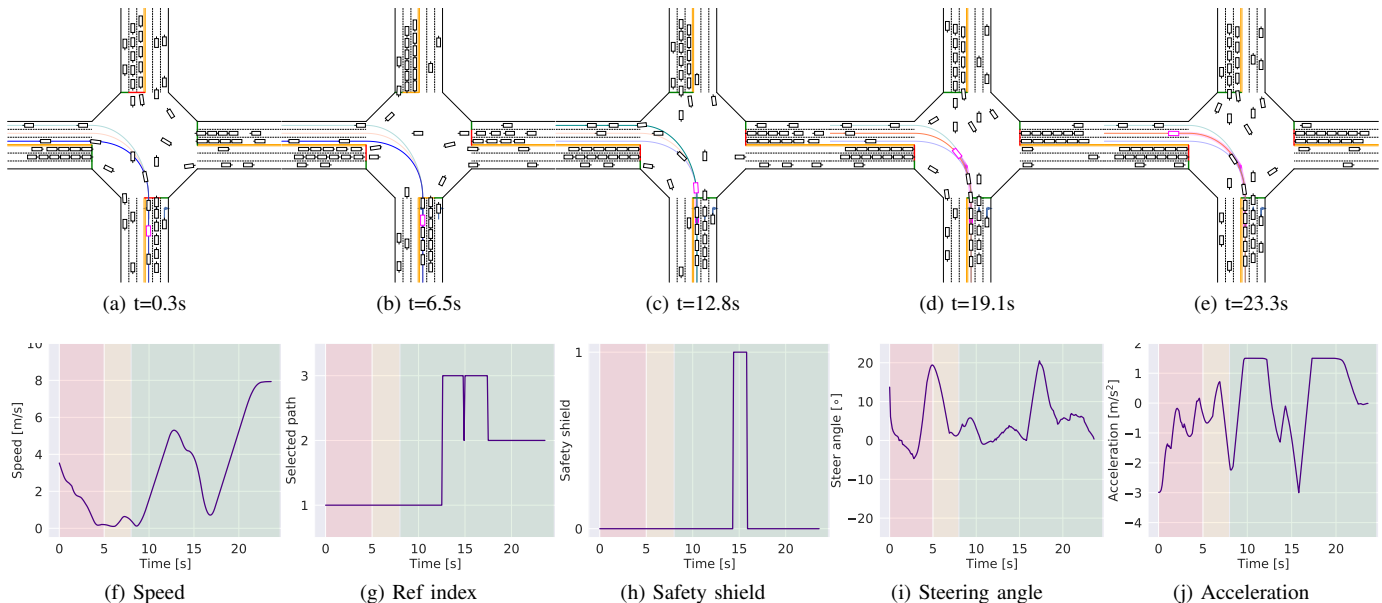 (a) t=0.3s
(b) t=6.5s
(c) t=12.8s
(d) t=19.1s
(e) t=23.3s
10
8
6
4
2
0
Speed [m/s]
0 5 10 15 20
Time [s]
(f) Speed
3
2
1
Selected path
0 5 10 15 20
Time [s]
(g) Ref index
1
0
Safety shield
0 5 10 15 20
Time [s]
(h) Safety shield
20
10
0
−10
−20
Steer angle [∘]
0 5 10 15 20
Time [s]
(i) Steering angle
2
1
0
−1
−2
−3
−4
Acceleration [m/s²]
0 5 10 15 20
Time [s]
(j) Acceleration